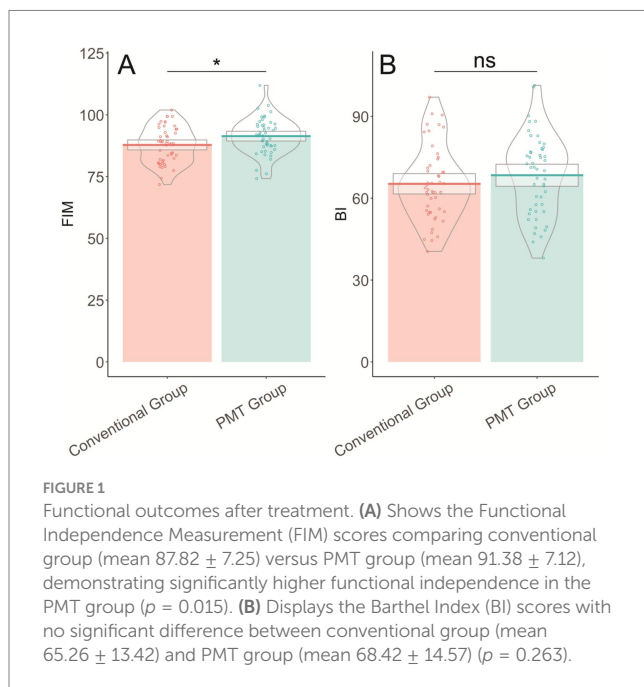 A
*
125
100
75
50
25
0
FIM
Conventional Group
PMT Group
B
ns
90
60
30
0
BI
Conventional Group
PMT Group
FIGURE 1
Functional outcomes after treatment. (A) Shows the Functional
Independence Measurement (FIM) scores comparing conventional
group (mean 87.82 ± 7.25) versus PMT group (mean 91.38 ± 7.12),
demonstrating significantly higher functional independence in the
PMT group (p = 0.015). (B) Displays the Barthel Index (BI) scores with
no significant difference between conventional group (mean
65.26 ± 13.42) and PMT group (mean 68.42 ± 14.57) (p = 0.263).